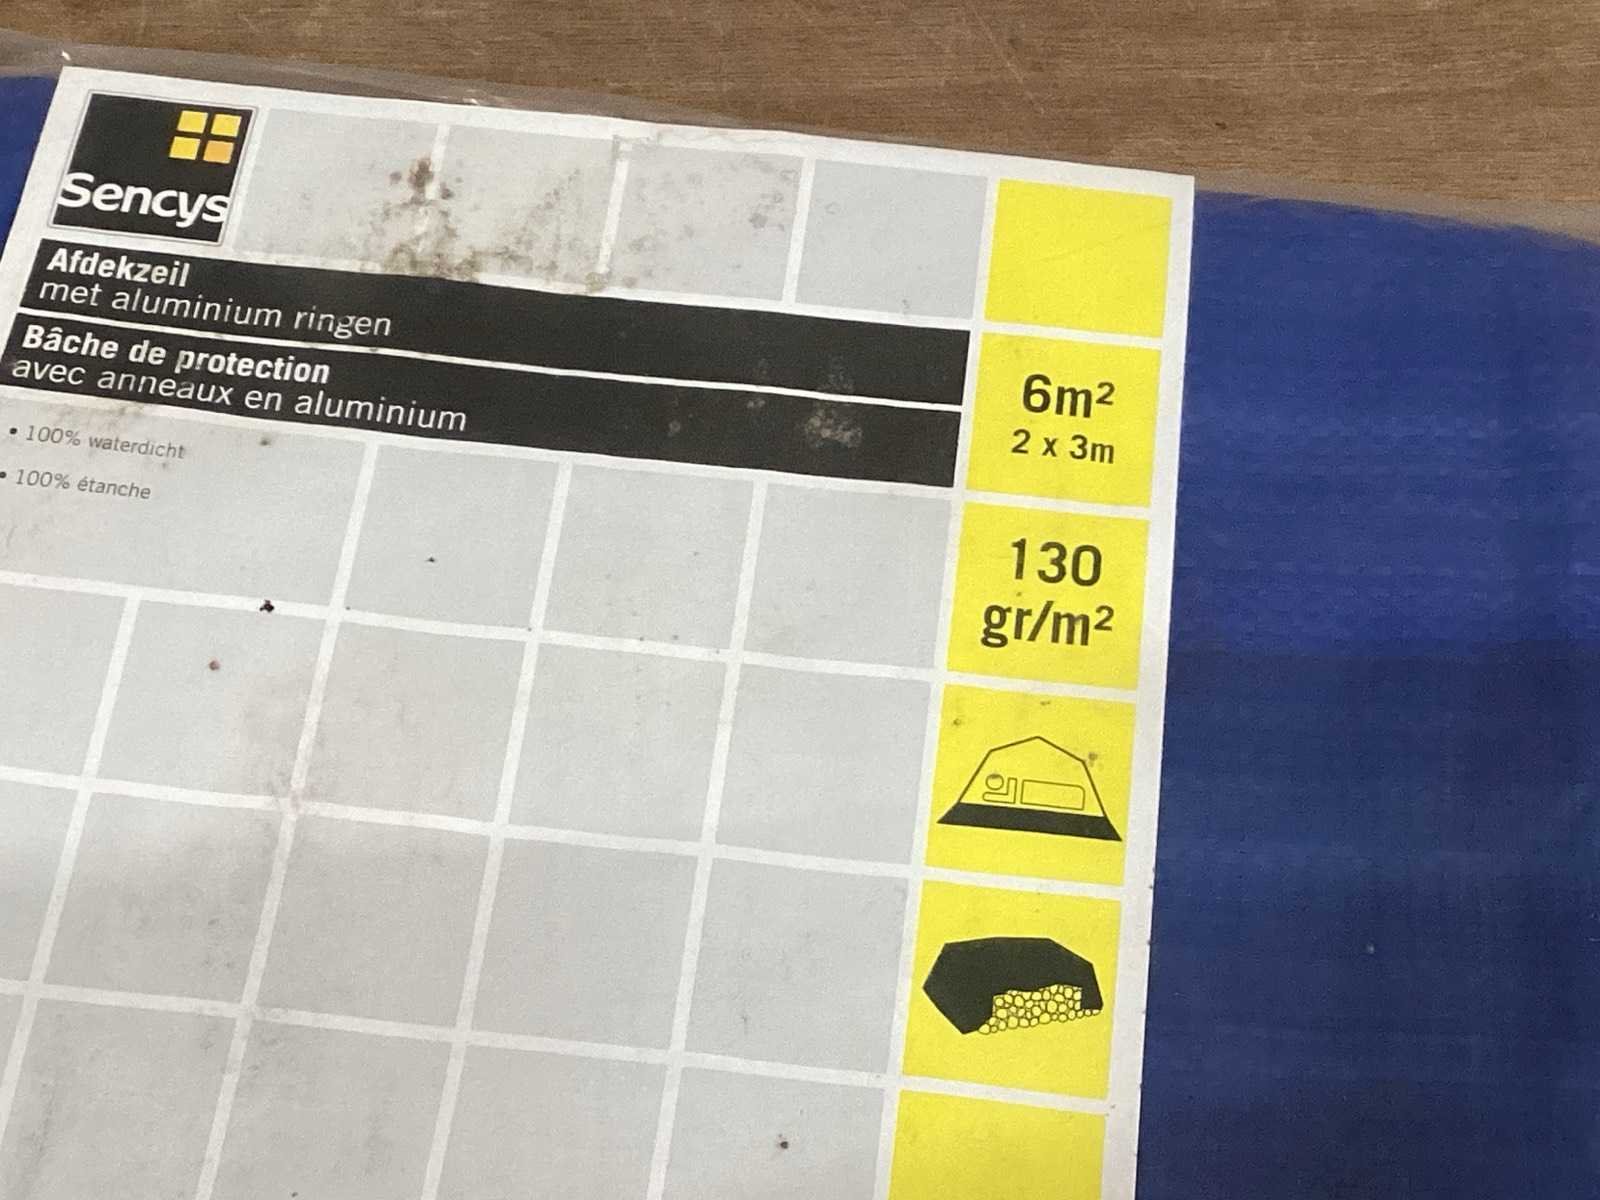 Sencys
Afdekzeil
met aluminium ringen
Bâche de protection
avec anneaux en aluminium
• 100% waterdicht
• 100% étanche
6m²
2 x 3m
130
gr/m²